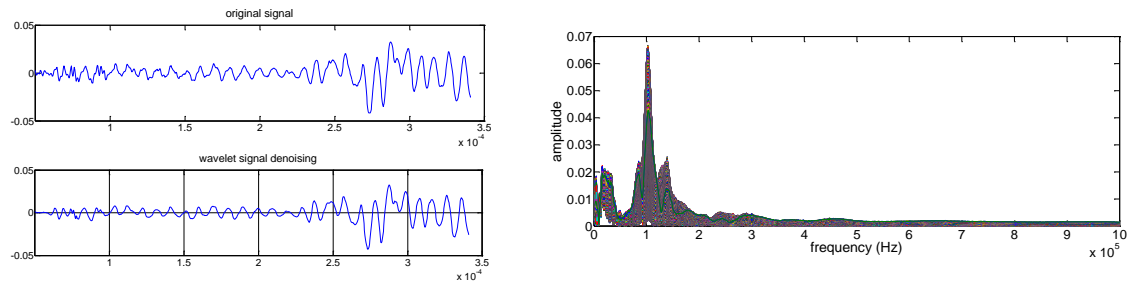 original signal
0.05
0
-0.05
1 1.5 2 2.5 3 3.5
x 10⁻⁴
wavelet signal denoising
0.05
0
-0.05
1 1.5 2 2.5 3 3.5
x 10⁻⁴
0.07
0.06
0.05
0.04
0.03
0.02
0.01
0
amplitude
0 1 2 3 4 5 6 7 8 9 10
frequency (Hz)
x 10⁵